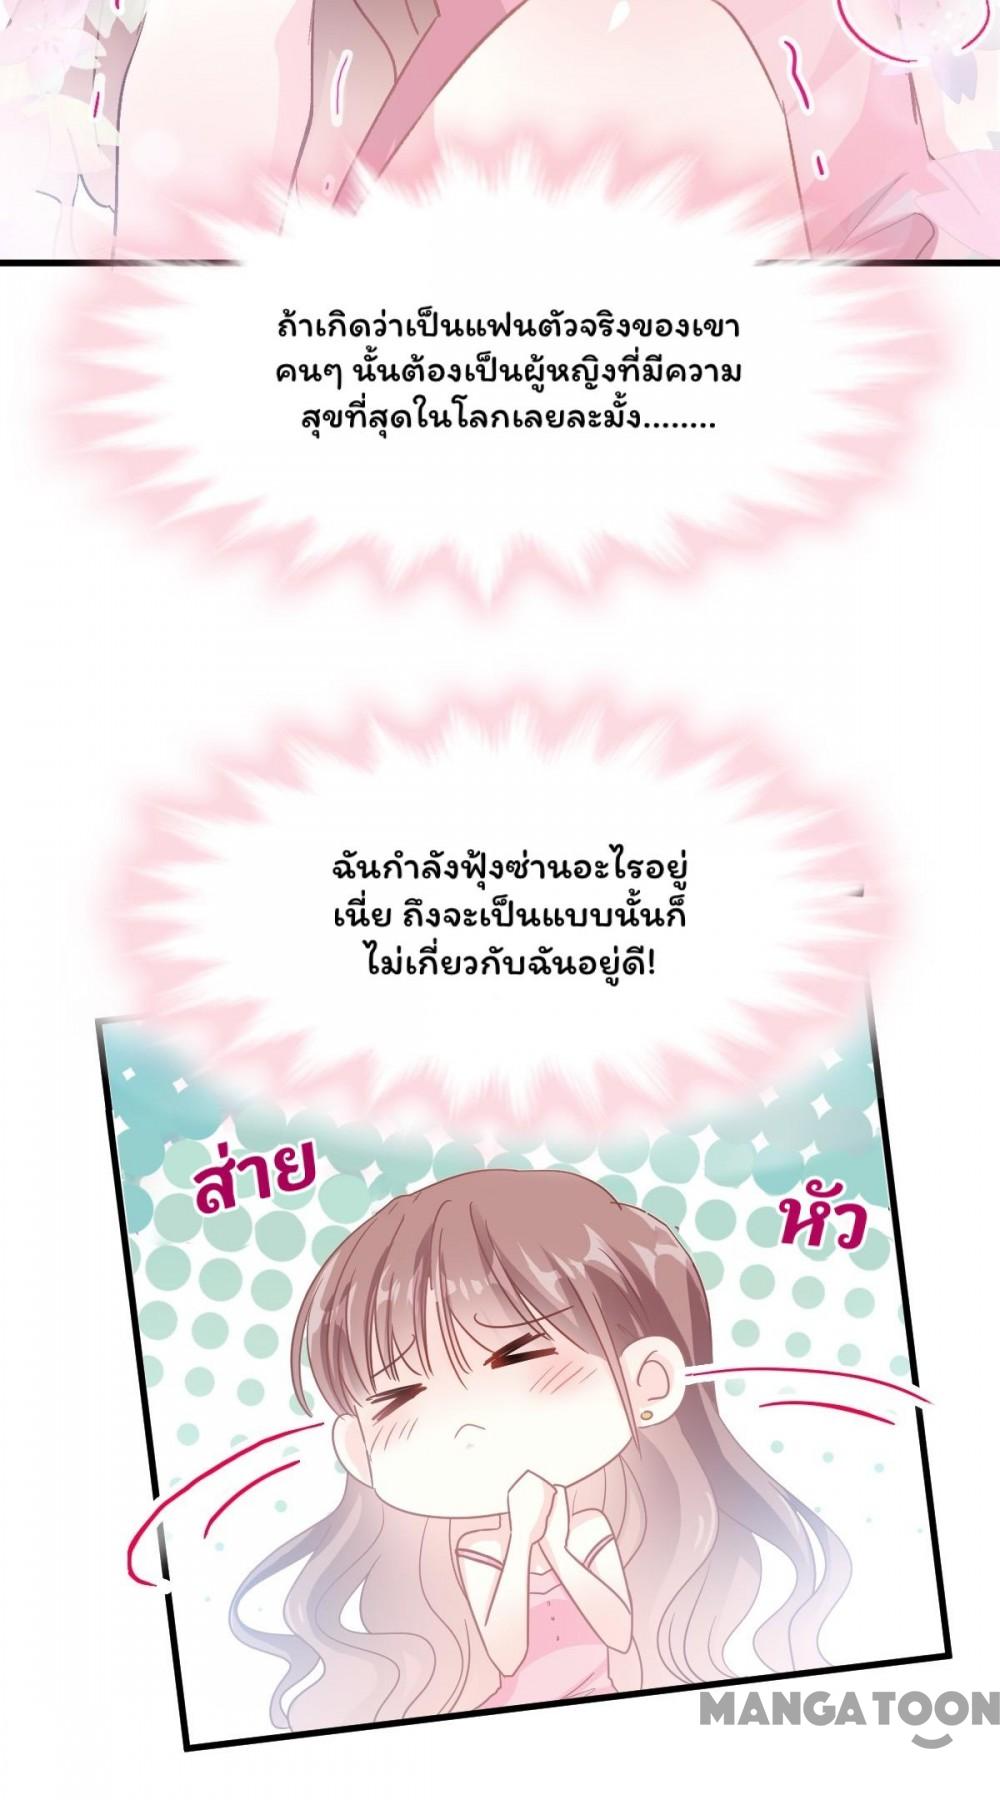 ถ้าเกิดว่าเป็นแฟนตัวจริงของเขา
คนๆ นั้นต้องเป็นผู้หญิงที่มีความ
สุขที่สุดในโลกเลยละมั้ง........
ฉันกำลังฟุ้งซ่านอะไรอยู่
เนี่ย ถึงจะเป็นแบบนั้นก็
ไม่เกี่ยวกับฉันอยู่ดี!
ส่าย
หัว
MANGATOON